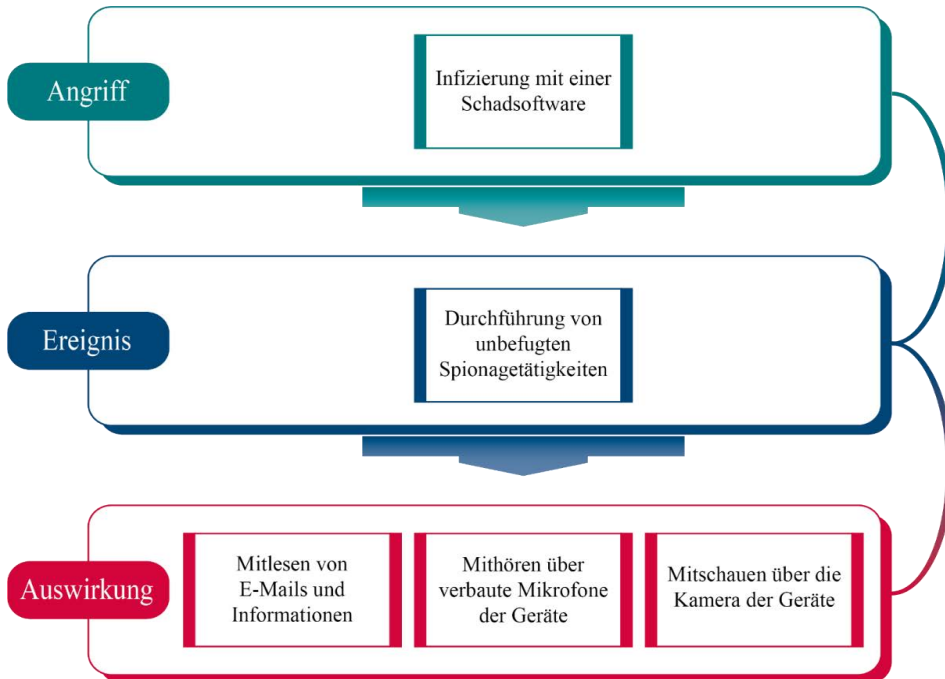 Angriff
Infizierung mit einer
Schadsoftware
Ereignis
Durchführung von
unbefugten
Spionagetätigkeiten
Auswirkung
Mitlesen von
E-Mails und
Informationen
Mithören über
verbaute Mikrofone
der Geräte
Mitschauen über die
Kamera der Geräte